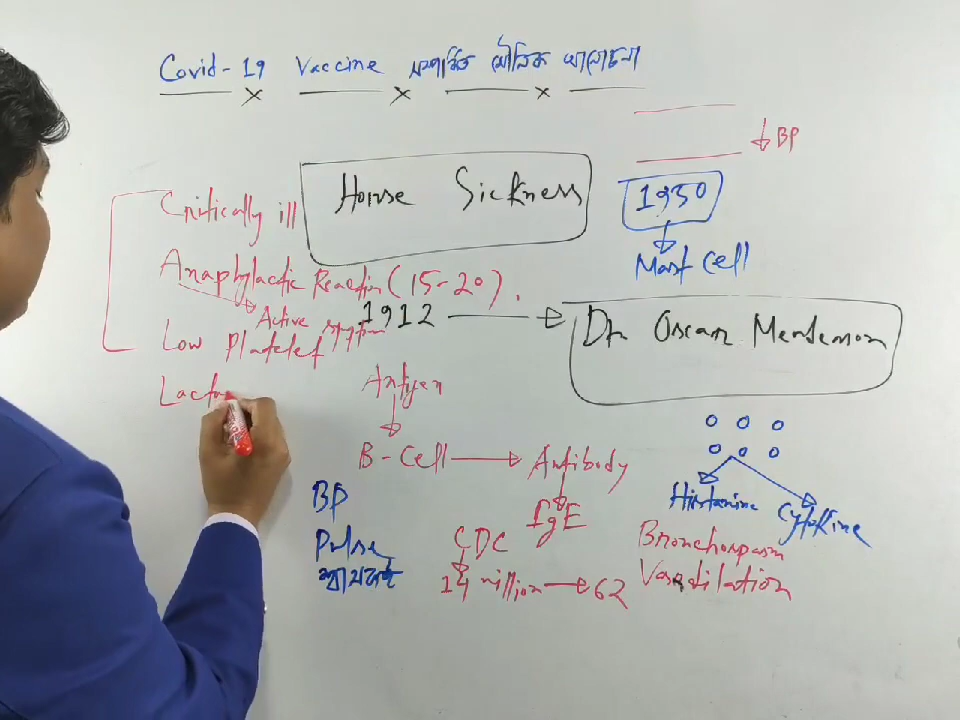 Covid-19 Vaccine সম্পর্কিত মৌলিক আলোচনা
BP
Horse Sickness
1950
Critically ill
Mast cell
Anaphylactic Reaction (15-20).
1912
Dr Oscar
Active
Low Platelet
Antigen
B-Cell
Antibody
IgE
Histamine
Cytokine
BP
Pulse
CDC
14 million
62
Bronchospasm
Vasodilation